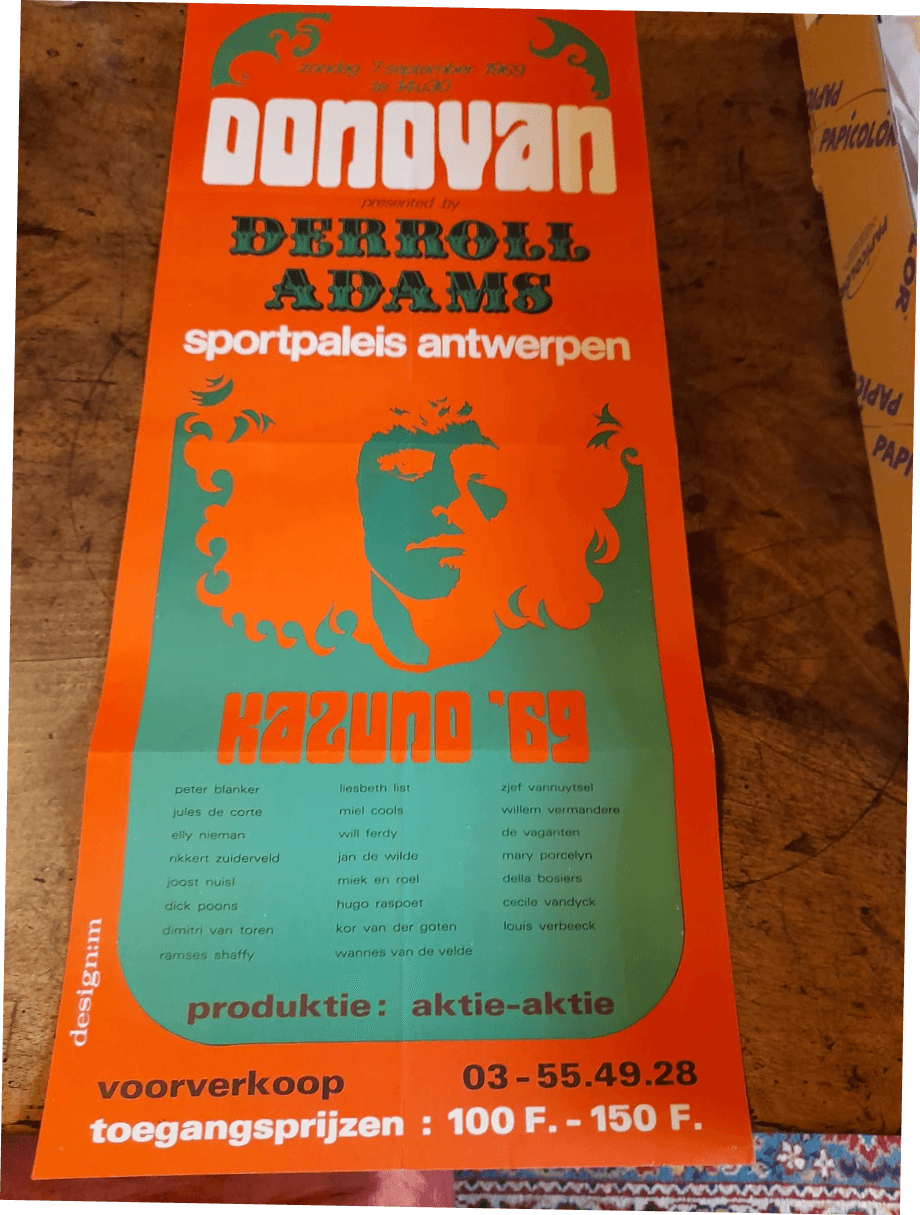 zondag 7 september 1969
te 14u30
DONOVAN
presented by
DERROLL
ADAMS
sportpaleis antwerpen
KAZUNO '69
peter blanker
jules de corte
elly nieman
rikkert zuiderveld
joost nuisl
dick poons
dimitri van toren
ramses shaffy
liesbeth list
miel cools
will ferdy
jan de wilde
miek en roel
hugo raspoet
kor van der goten
wannes van de velde
zjef vannuytsel
willem vermandere
de vaganten
mary porcelyn
della bosiers
cecile vandyck
louis verbeeck
produktie: aktie-aktie
design:m
voorverkoop 03-55.49.28
toegangsprijzen : 100 F. - 150 F.
PAPICOLOR
PAPICOLOR